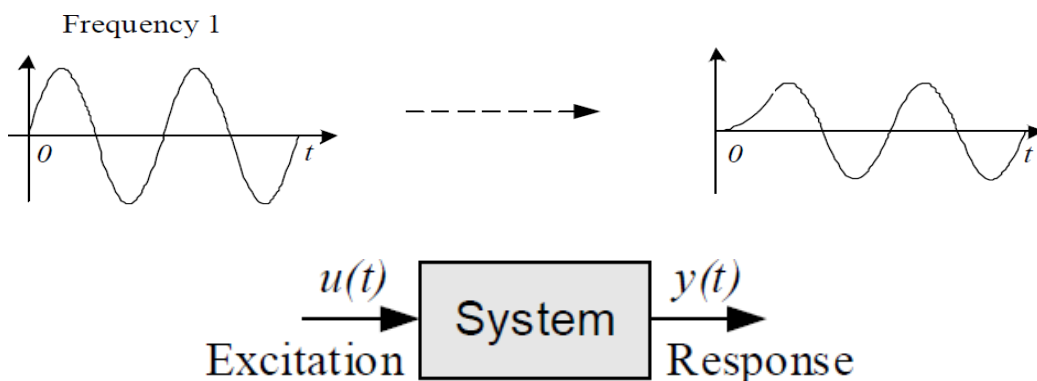 Frequency 1
0 t
0 t
u(t) y(t)
System
Excitation Response